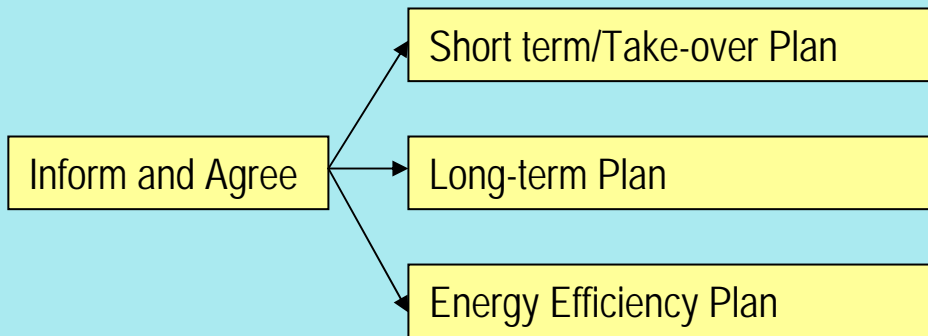 Short term/Take-over Plan
Inform and Agree
Long-term Plan
Energy Efficiency Plan